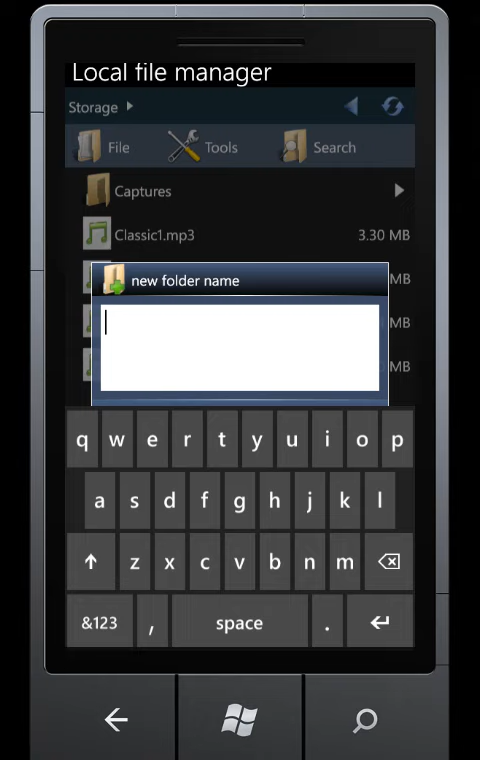 Local file manager
Storage
File Tools Search
Captures
Classic1.mp3 3.30 MB
new folder name
MB
MB
MB
q w e r t y u i o p
a s d f g h j k l
z x c v b n m
&123 , space .